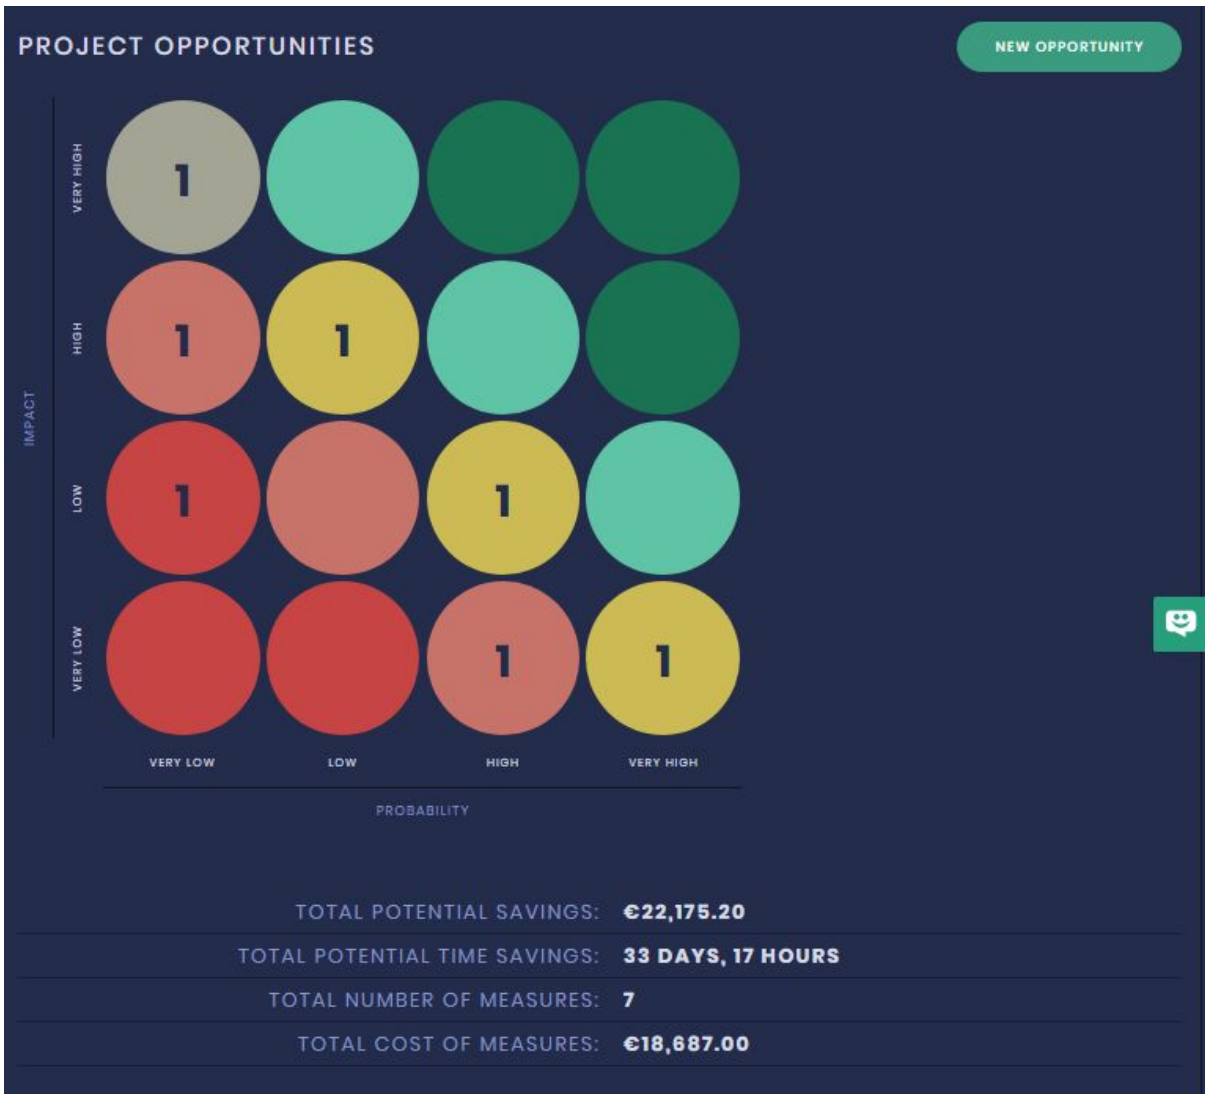 PROJECT OPPORTUNITIES
NEW OPPORTUNITY
IMPACT
VERY HIGH
1
HIGH
1 1
LOW
1 1
VERY LOW
1 1
VERY LOW LOW HIGH VERY HIGH
PROBABILITY
TOTAL POTENTIAL SAVINGS: €22,175.20
TOTAL POTENTIAL TIME SAVINGS: 33 DAYS, 17 HOURS
TOTAL NUMBER OF MEASURES: 7
TOTAL COST OF MEASURES: €18,687.00